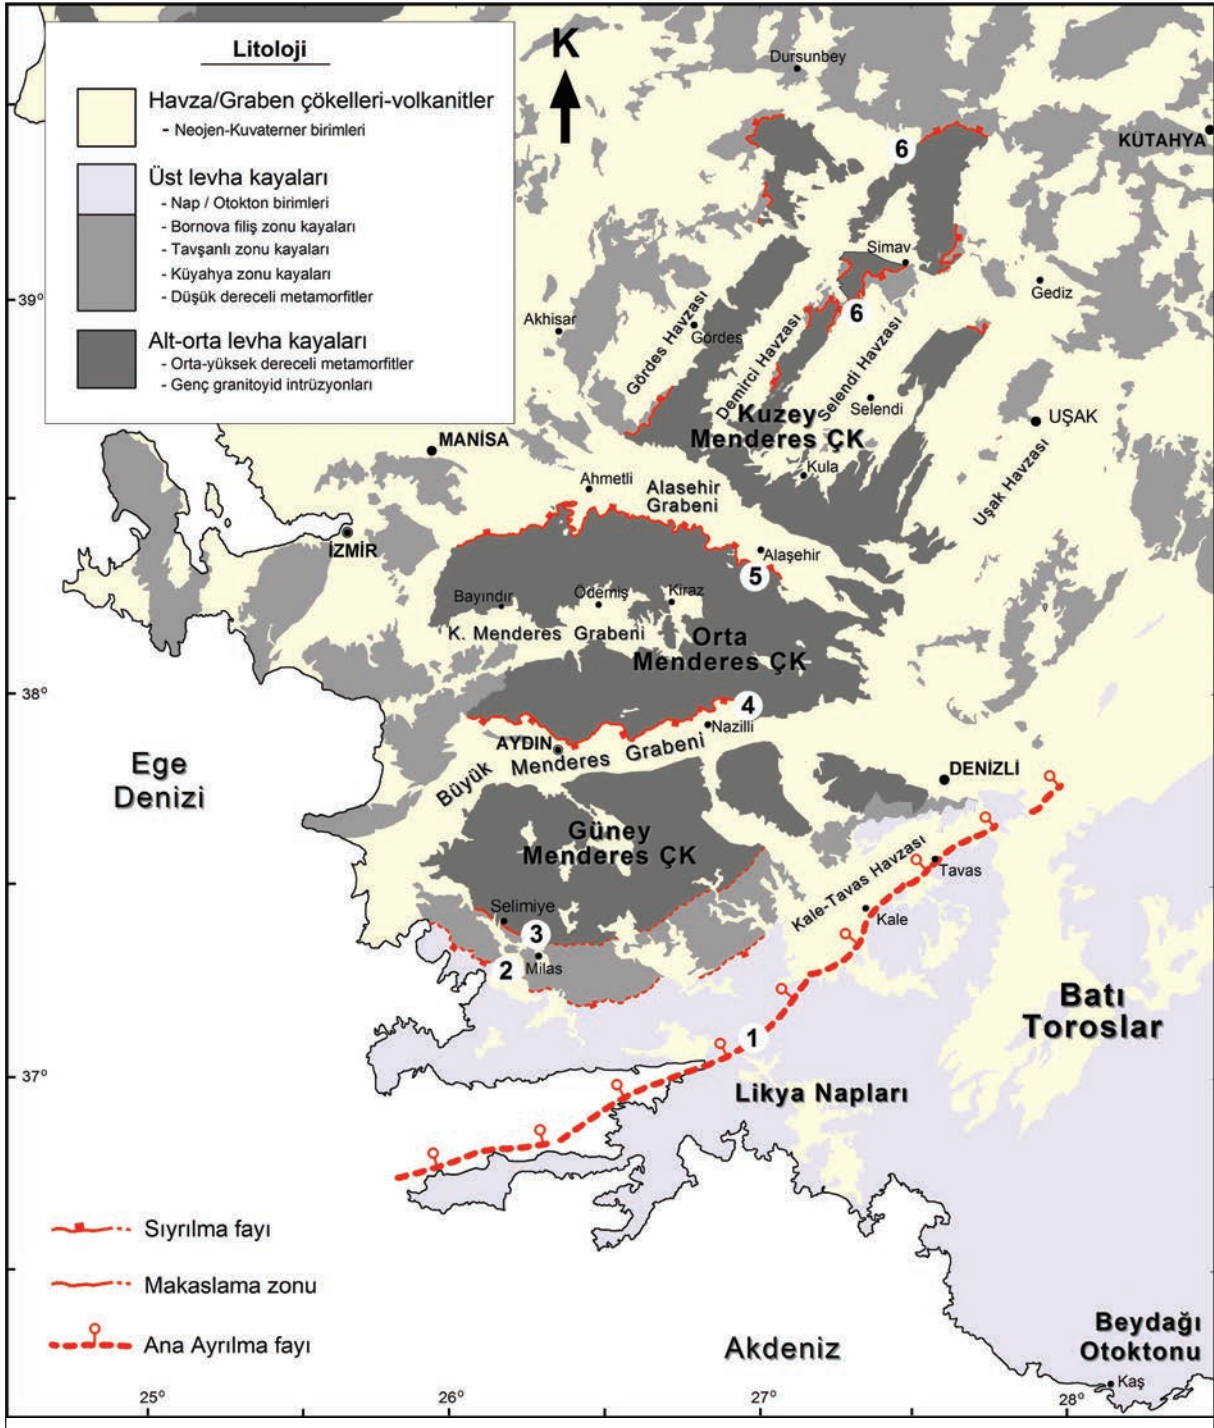 Litoloji
Havza/Graben çökelleri-volkanitler
- Neojen-Kuvaterner birimleri
Üst levha kayaları
- Nap / Otokton birimleri
- Bornova filiş zonu kayaları
- Tavşanlı zonu kayaları
- Küyahya zonu kayaları
- Düşük dereceli metamorfitler
Alt-orta levha kayaları
- Orta-yüksek dereceli metamorfitler
- Genç granitoyid intrüzyonları
K
Dursunbey
6
KÜTAHYA
Simav
Gediz
39°
6
Akhisar
Gördes Havzası
Gördes
Demirci Havzası
Selendi Havzası
Selendi
UŞAK
Kuzey
Menderes ÇK
MANİSA
Kula
Uşak Havzası
Ahmetli
Alasehir
Grabeni
İZMİR
Alaşehir
5
Bayındır
Ödemiş
Kiraz
K. Menderes Grabeni
Orta
Menderes ÇK
38°
4
Nazilli
AYDIN
Büyük Menderes Grabeni
DENİZLİ
Ege
Denizi
Güney
Menderes ÇK
Kale-Tavas Havzası
Tavas
Kale
Selimiye
3
Milas
2
Batı
Toroslar
1
37°
Likya Napları
Sıyrılma fayı
Makaslama zonu
Ana Ayrılma fayı
Akdeniz
Beydağı
Otoktonu
Kaş
25°
26°
27°
28°